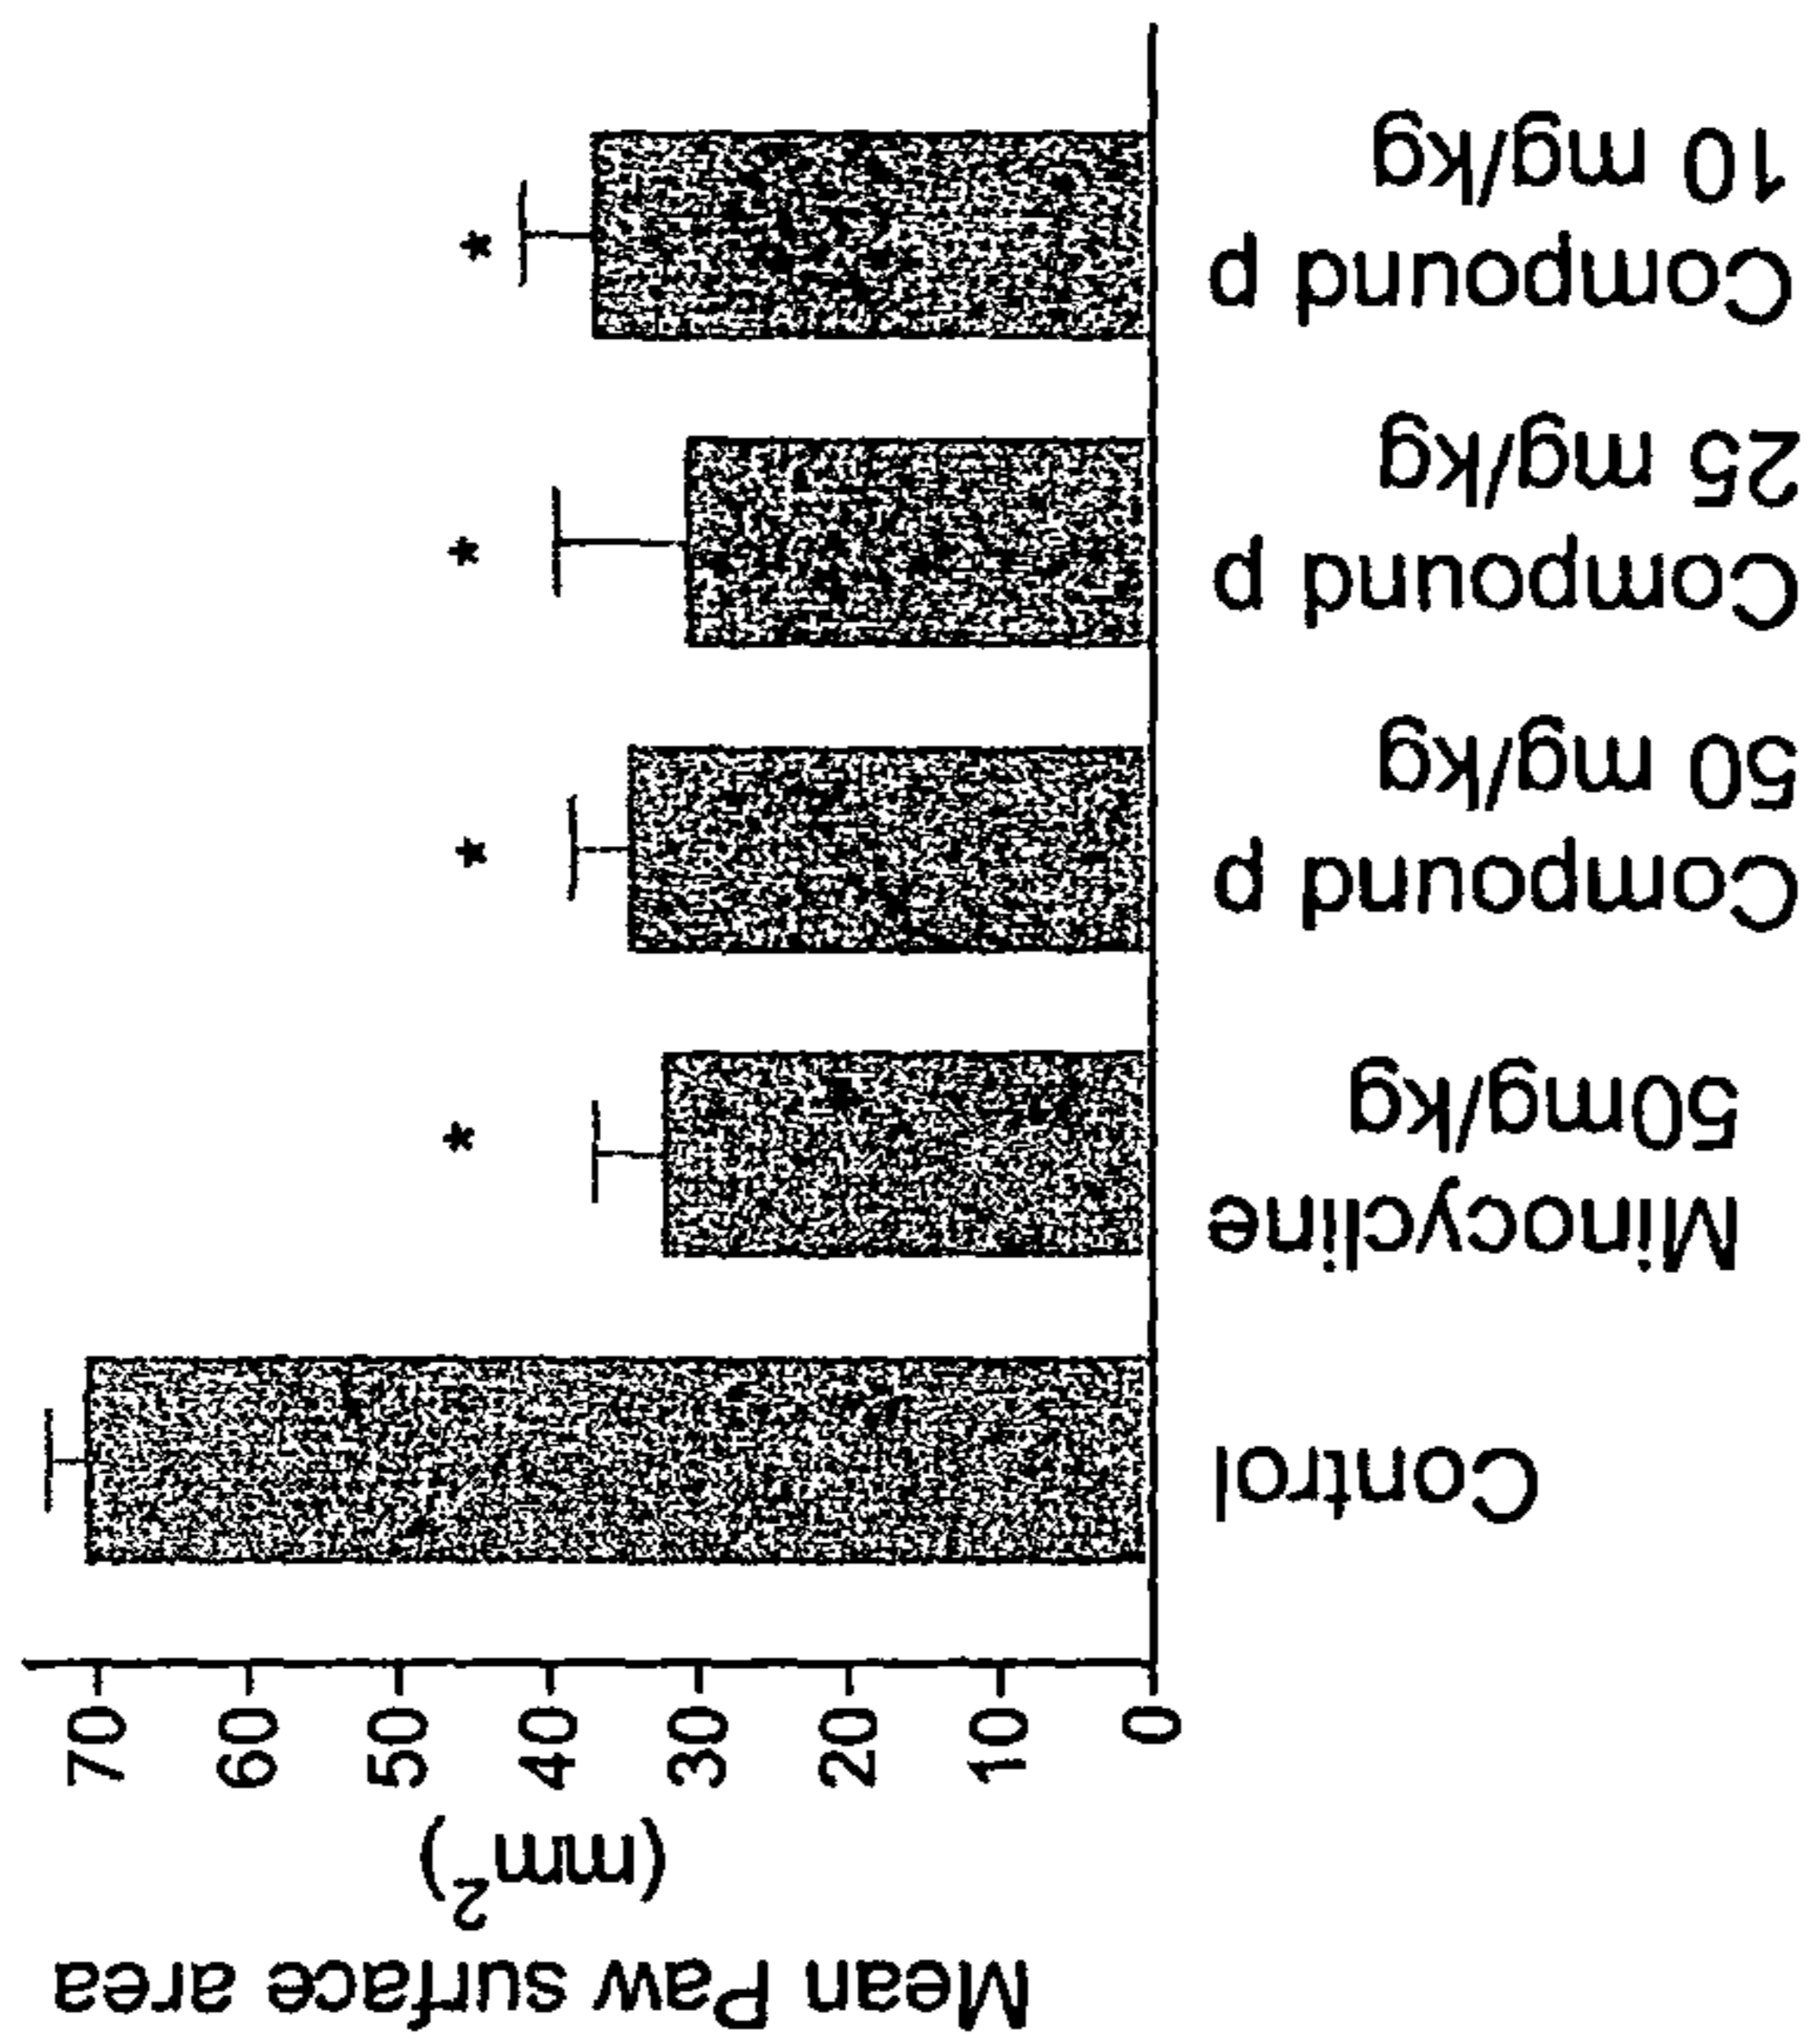 Mean Paw surface area
(mm2)
70
60
50
40
30
20
10
0
*
*
*
*
Control
Minocycline
50mg/kg
Compound p
50 mg/kg
Compound p
25 mg/kg
Compound p
10 mg/kg